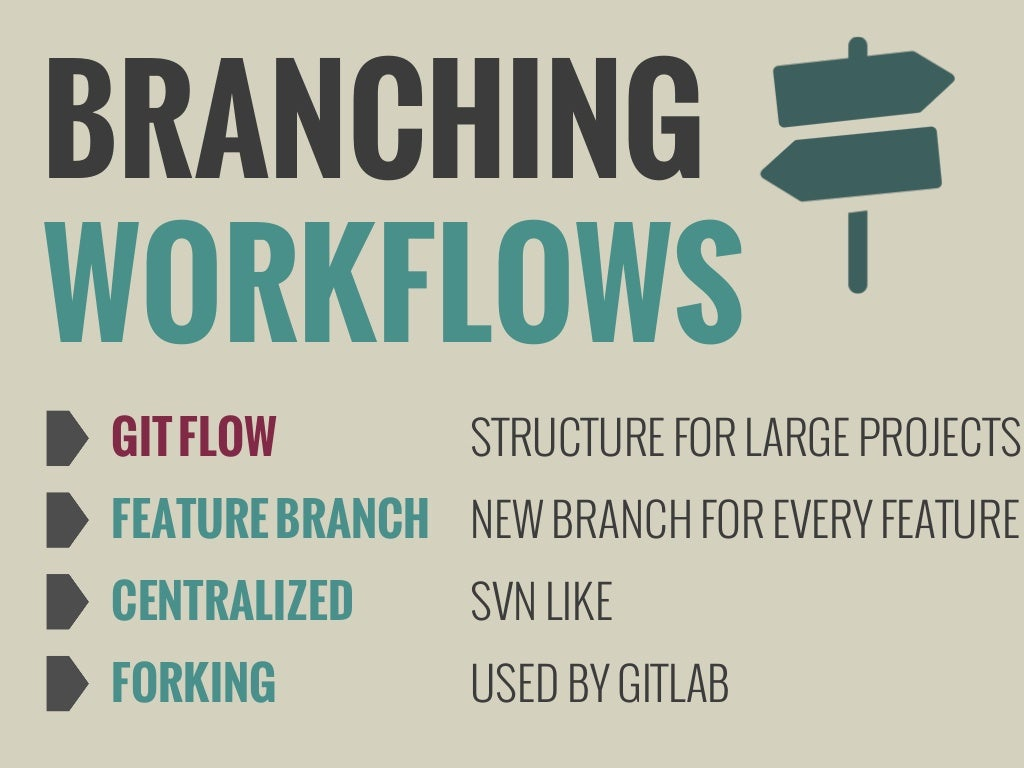 BRANCHING
WORKFLOWS
GIT FLOW STRUCTURE FOR LARGE PROJECTS
FEATURE BRANCH NEW BRANCH FOR EVERY FEATURE
CENTRALIZED SVN LIKE
FORKING USED BY GITLAB